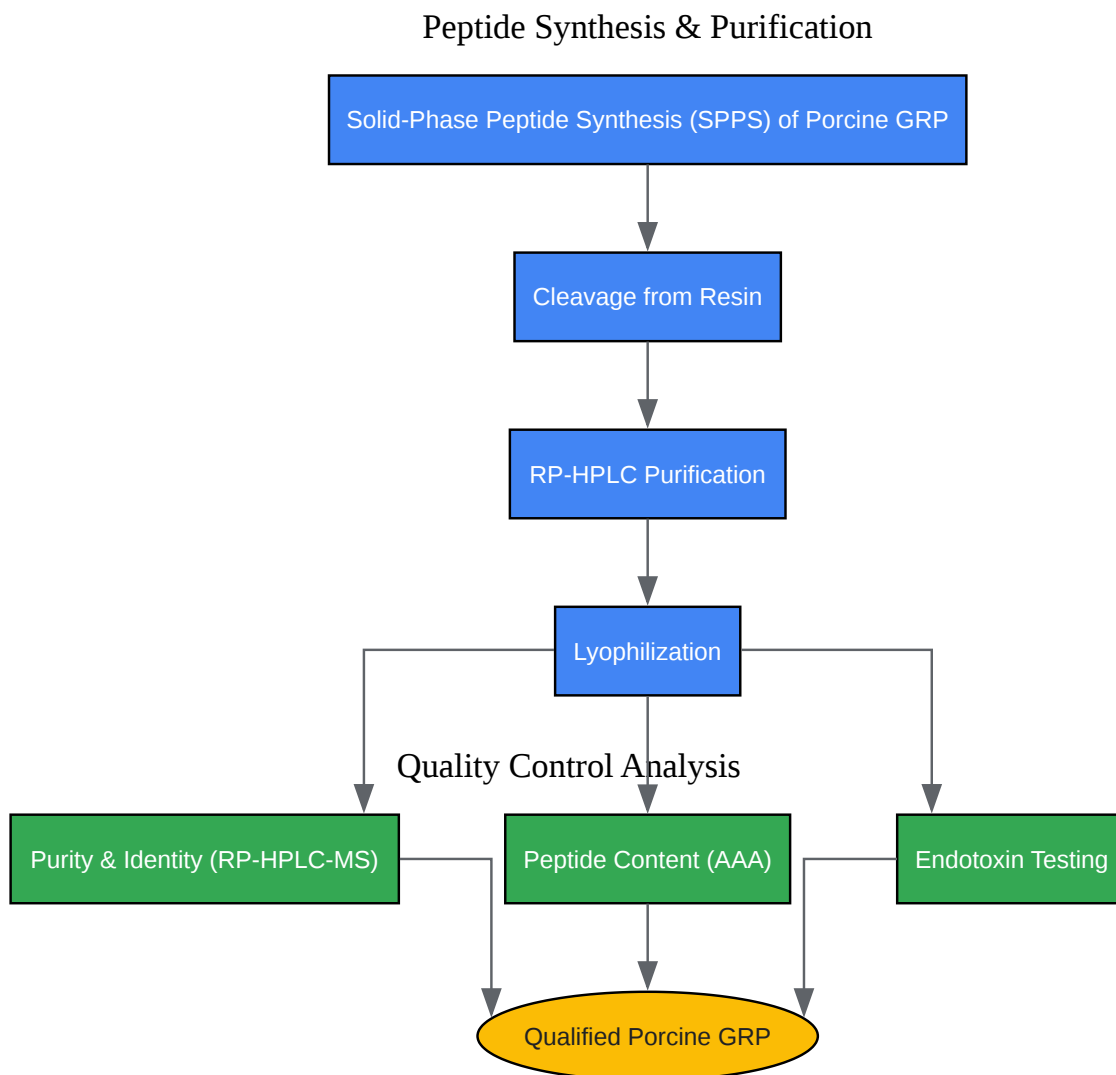 Peptide Synthesis & Purification
Solid-Phase Peptide Synthesis (SPPS) of Porcine GRP
Cleavage from Resin
RP-HPLC Purification
Lyophilization
Quality Control Analysis
Purity & Identity (RP-HPLC-MS)
Peptide Content (AAA)
Endotoxin Testing
Qualified Porcine GRP